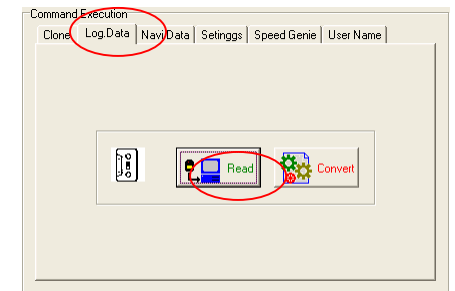 Command Execution
Clone Log.Data Navi Data Setinggs Speed Genie User Name
Read Convert